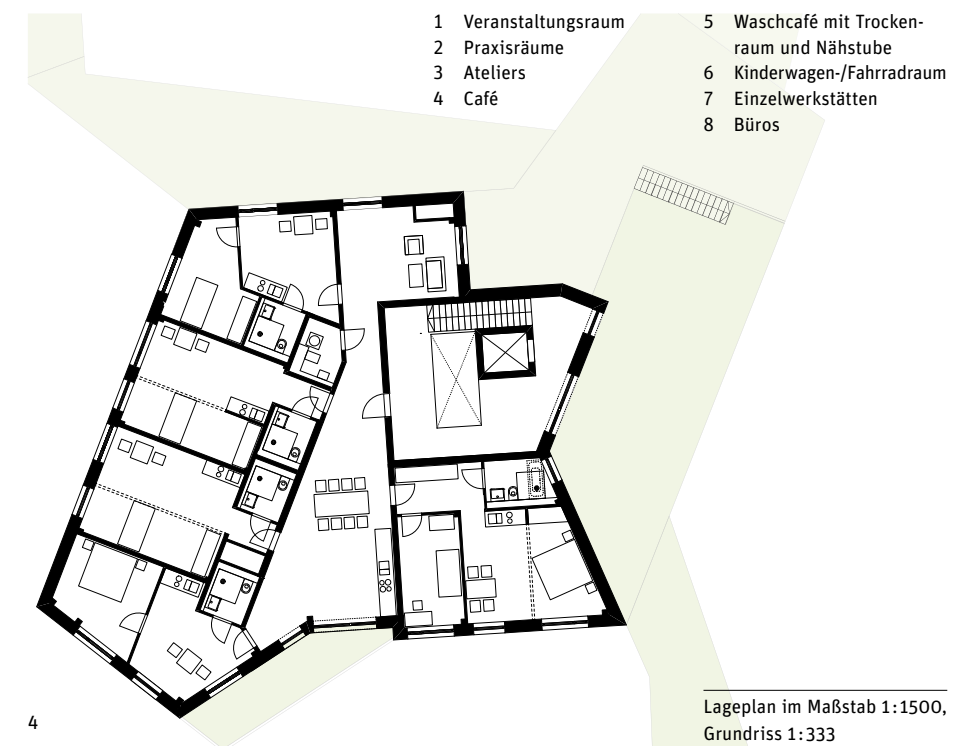 1 Veranstaltungsraum
2 Praxisräume
3 Ateliers
4 Café
5 Waschcafé mit Trocken-
raum und Nähstube
6 Kinderwagen-/Fahrradraum
7 Einzelwerkstätten
8 Büros
4
Lageplan im Maßstab 1:1500,
Grundriss 1:333